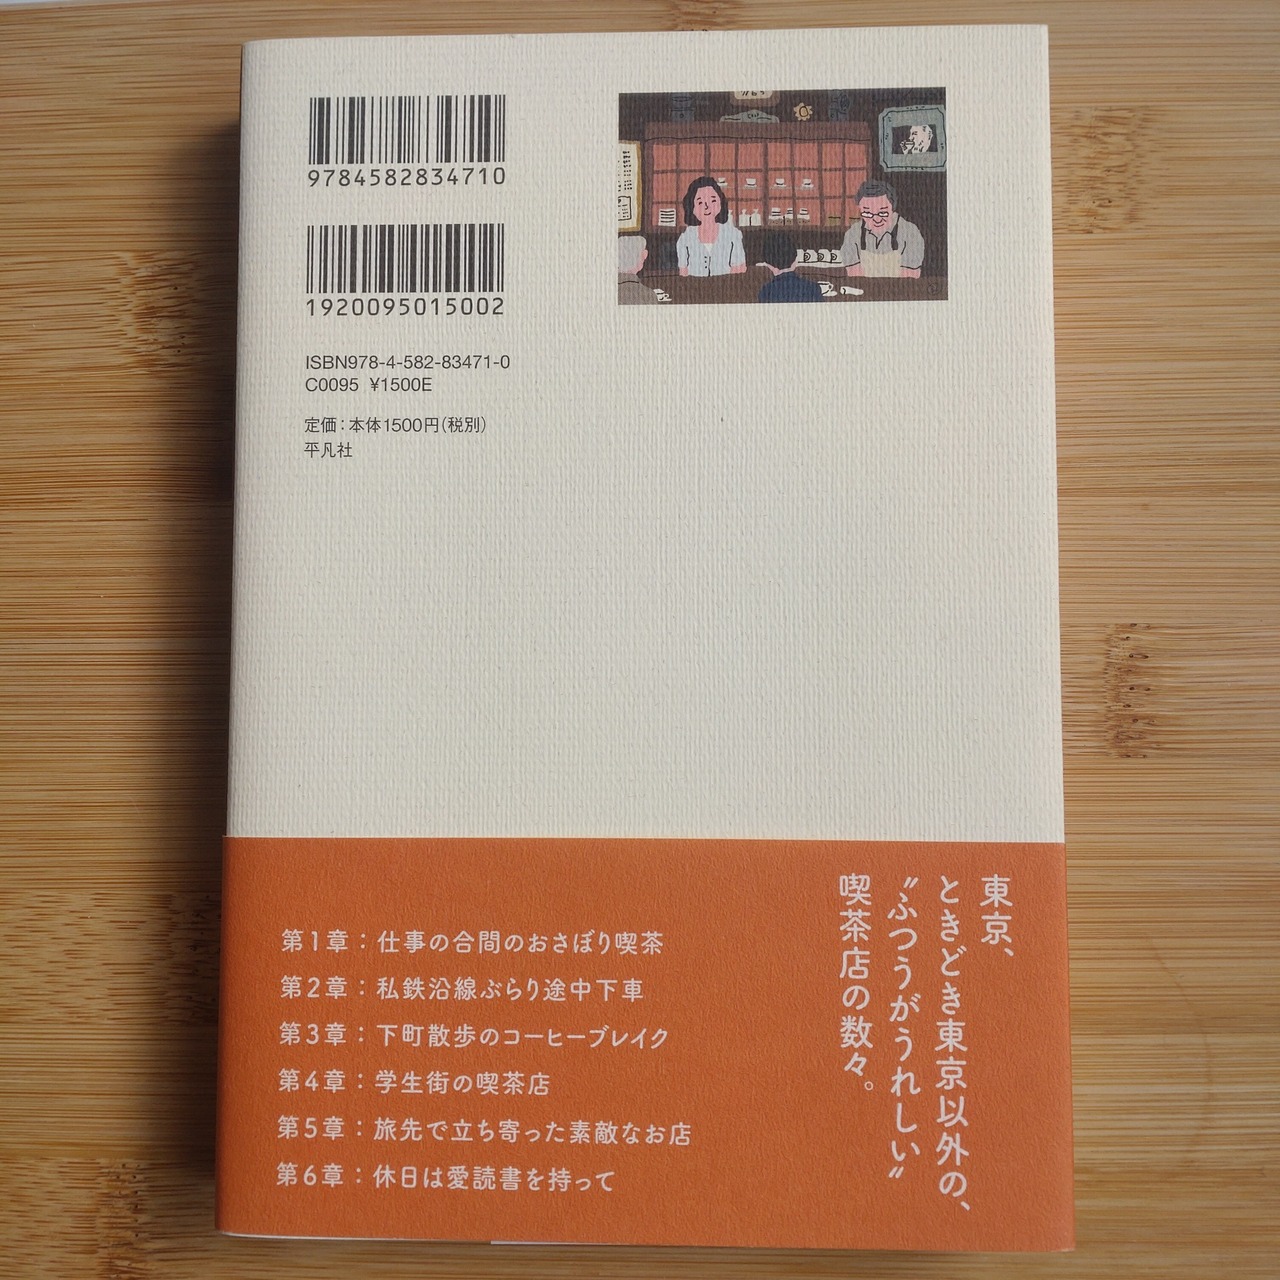 9784582834710
1920095015002
ISBN978-4-582-83471-0
C0095 ¥1500E
定価：本体1500円（税別）
平凡社
東京、
ときどき東京以外の、
〝ふつうがうれしい〟
喫茶店の数々。
第1章：仕事の合間のおさぼり喫茶
第2章：私鉄沿線ぶらり途中下車
第3章：下町散歩のコーヒーブレイク
第4章：学生街の喫茶店
第5章：旅先で立ち寄った素敵なお店
第6章：休日は愛読書を持って